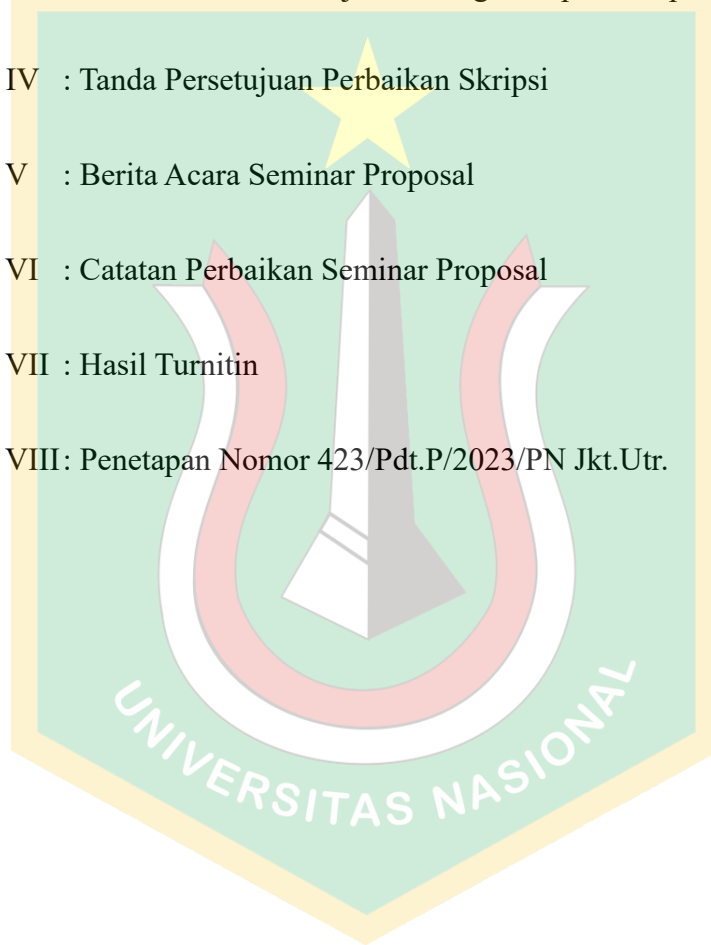 IV : Tanda Persetujuan Perbaikan Skripsi
V : Berita Acara Seminar Proposal
VI : Catatan Perbaikan Seminar Proposal
VII : Hasil Turnitin
VIII : Penetapan Nomor 423/Pdt.P/2023/PN Jkt.Utr.
UNIVERSITAS NASIONAL